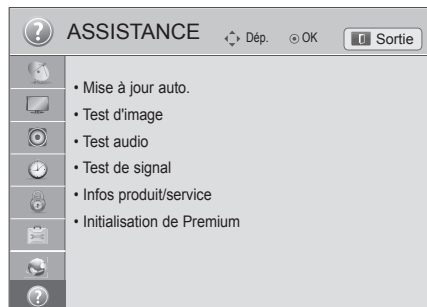 ASSISTANCE Dép. OK Sortie
• Mise à jour auto.
• Test d'image
• Test audio
• Test de signal
• Infos produit/service
• Initialisation de Premium